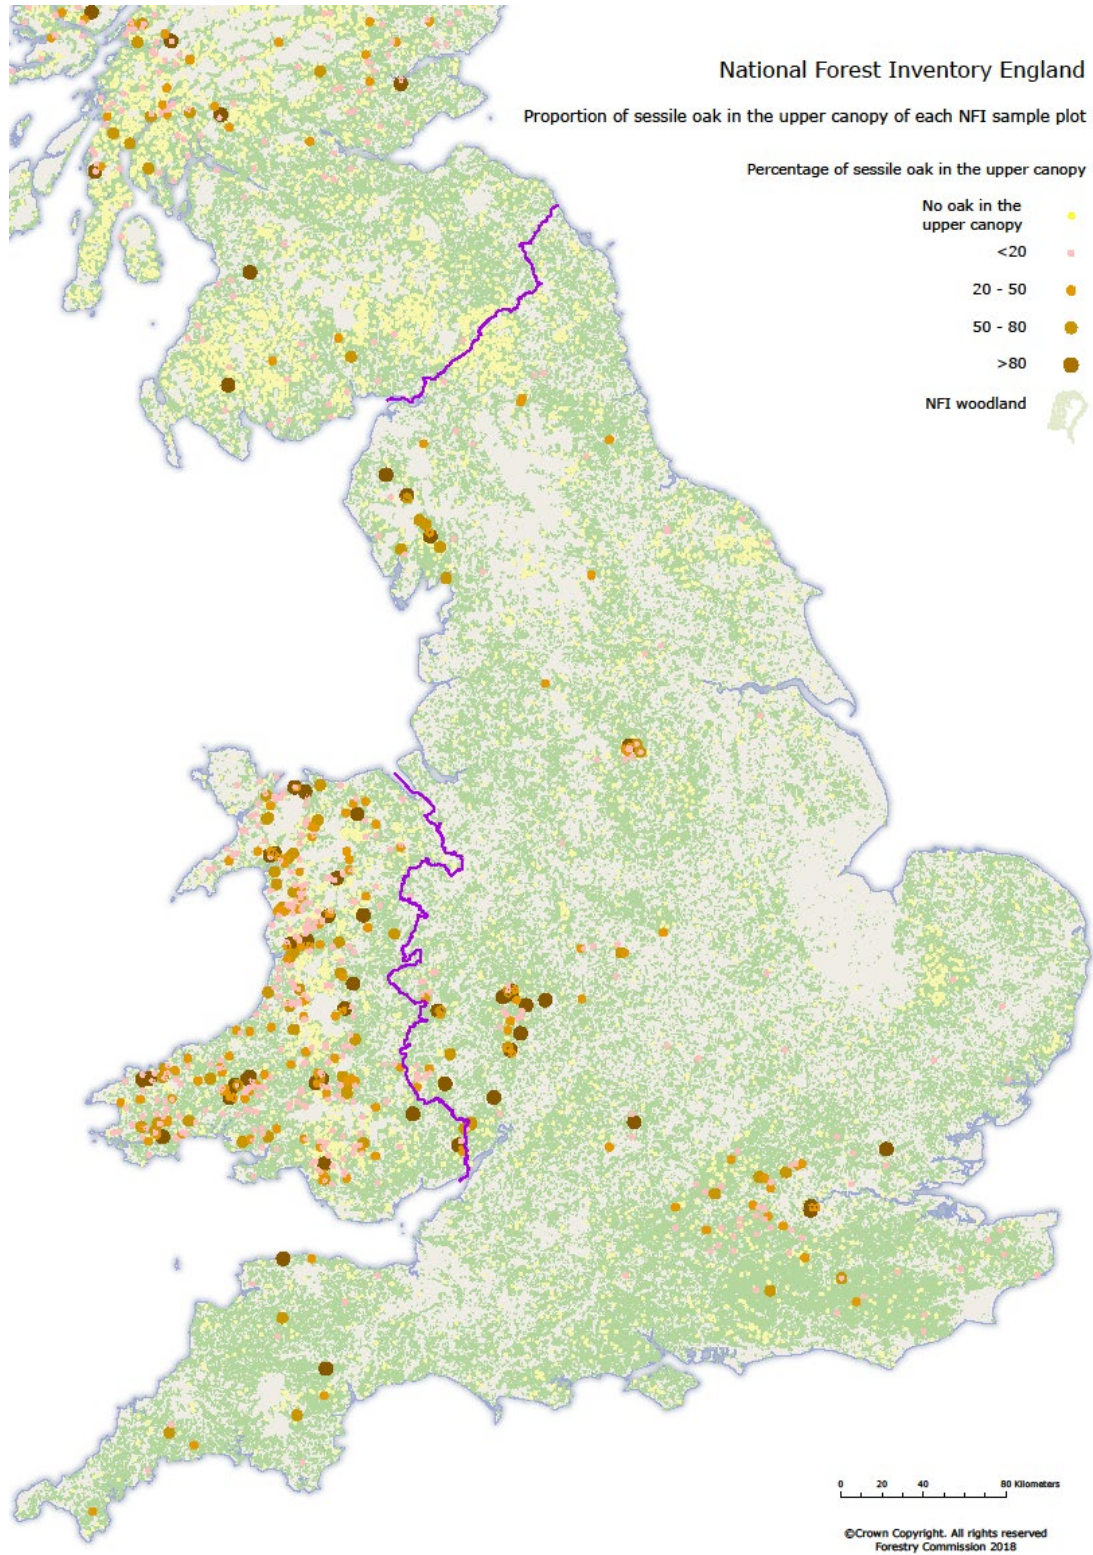 National Forest Inventory England
Proportion of sessile oak in the upper canopy of each NFI sample plot
Percentage of sessile oak in the upper canopy
No oak in the
upper canopy
<20
20 - 50
50 - 80
>80
NFI woodland
0 20 40 80 Kilometers
©Crown Copyright. All rights reserved
Forestry Commission 2018